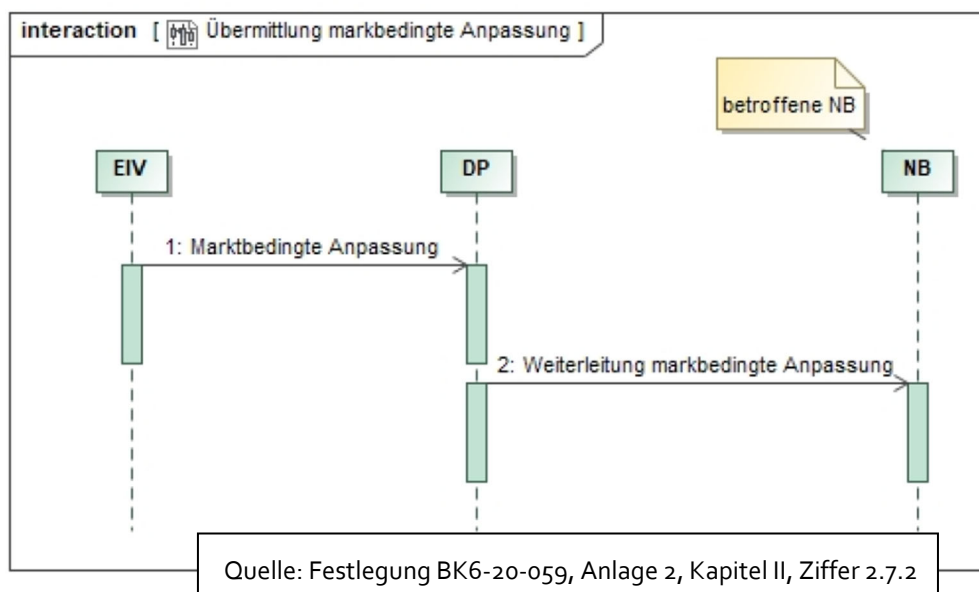 interaction [ Übermittlung markbedingte Anpassung ]
betroffene NB
EIV
DP
NB
1: Marktbedingte Anpassung
2: Weiterleitung markbedingte Anpassung
Quelle: Festlegung BK6-20-059, Anlage 2, Kapitel II, Ziffer 2.7.2